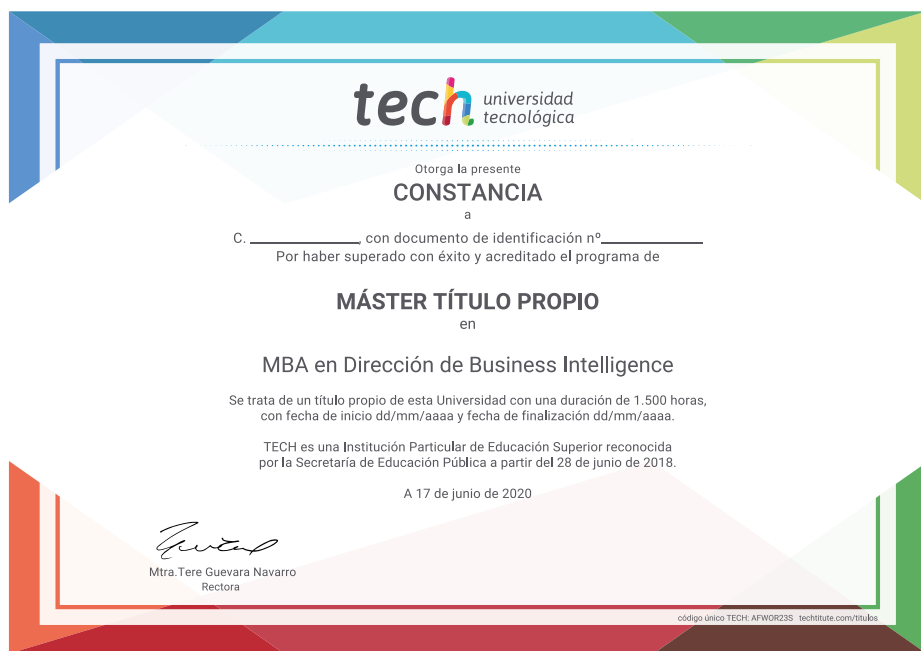 tech universidad
tecnológica
Otorga la presente
CONSTANCIA
a
C. ______________, con documento de identificación nº_____________
Por haber superado con éxito y acreditado el programa de
MÁSTER TÍTULO PROPIO
en
MBA en Dirección de Business Intelligence
Se trata de un título propio de esta Universidad con una duración de 1.500 horas,
con fecha de inicio dd/mm/aaaa y fecha de finalización dd/mm/aaaa.
TECH es una Institución Particular de Educación Superior reconocida
por la Secretaría de Educación Pública a partir del 28 de junio de 2018.
A 17 de junio de 2020
Mtra.Tere Guevara Navarro
Rectora
código único TECH: AFWOR23S techtitute.com/titulos